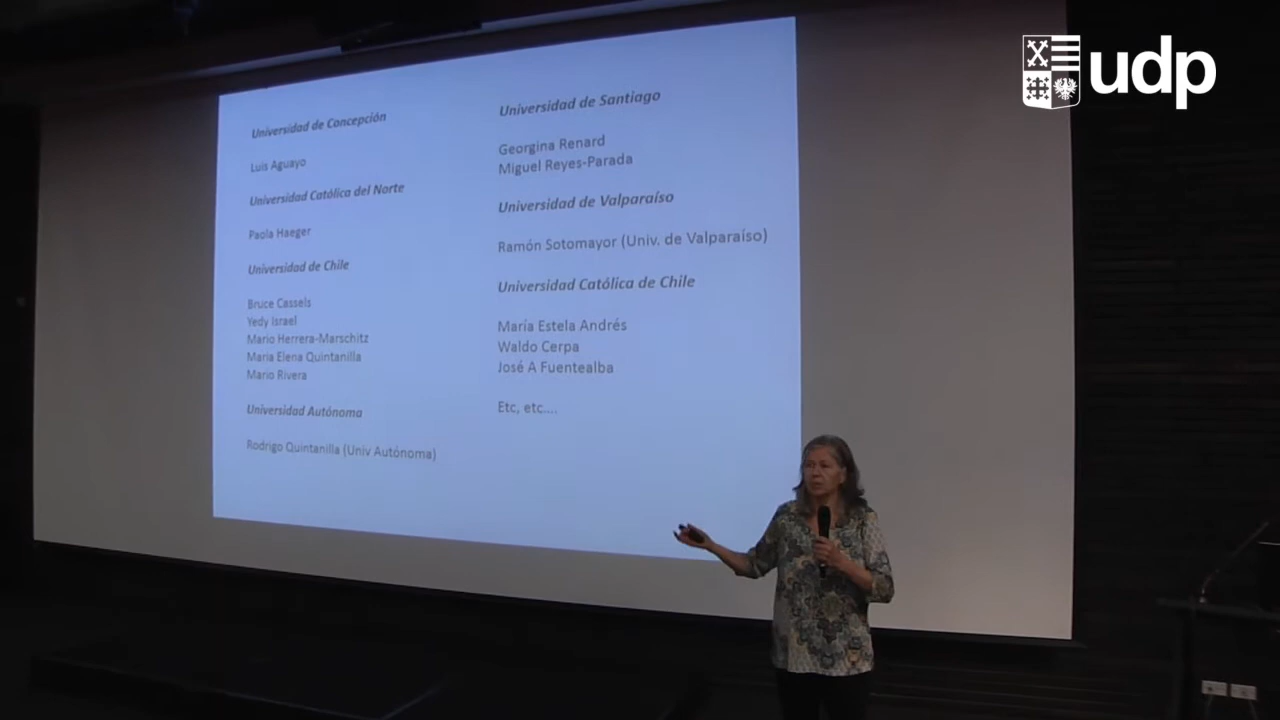 Universidad de Concepción
Luis Aguayo
Universidad Católica del Norte
Paola Haeger
Universidad de Chile
Bruce Cassels
Yedy Israel
Mario Herrera-Marschitz
Maria Elena Quintanilla
Mario Rivera
Universidad Autónoma
Rodrigo Quintanilla (Univ Autónoma)
Universidad de Santiago
Georgina Renard
Miguel Reyes-Parada
Universidad de Valparaíso
Ramón Sotomayor (Univ. de Valparaíso)
Universidad Católica de Chile
María Estela Andrés
Waldo Cerpa
José A Fuentealba
Etc, etc....
udp